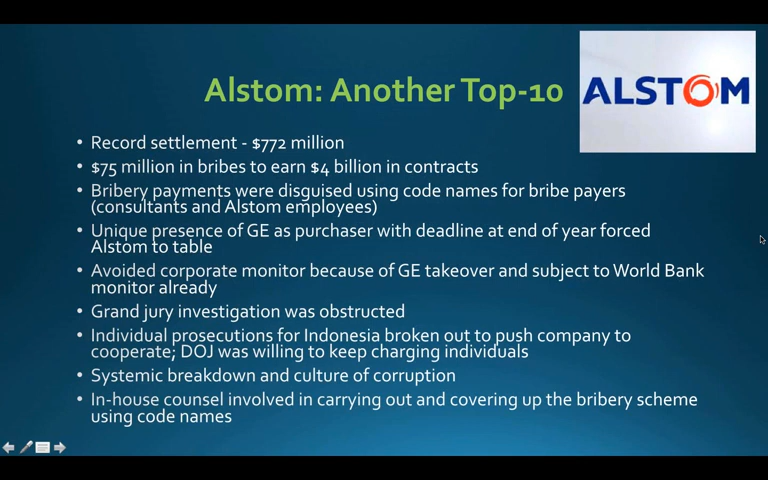 Alstom: Another Top-10
ALSTOM
• Record settlement - $772 million
• $75 million in bribes to earn $4 billion in contracts
• Bribery payments were disguised using code names for bribe payers
(consultants and Alstom employees)
• Unique presence of GE as purchaser with deadline at end of year forced
Alstom to table
• Avoided corporate monitor because of GE takeover and subject to World Bank
monitor already
• Grand jury investigation was obstructed
• Individual prosecutions for Indonesia broken out to push company to
cooperate; DOJ was willing to keep charging individuals
• Systemic breakdown and culture of corruption
• In-house counsel involved in carrying out and covering up the bribery scheme
using code names